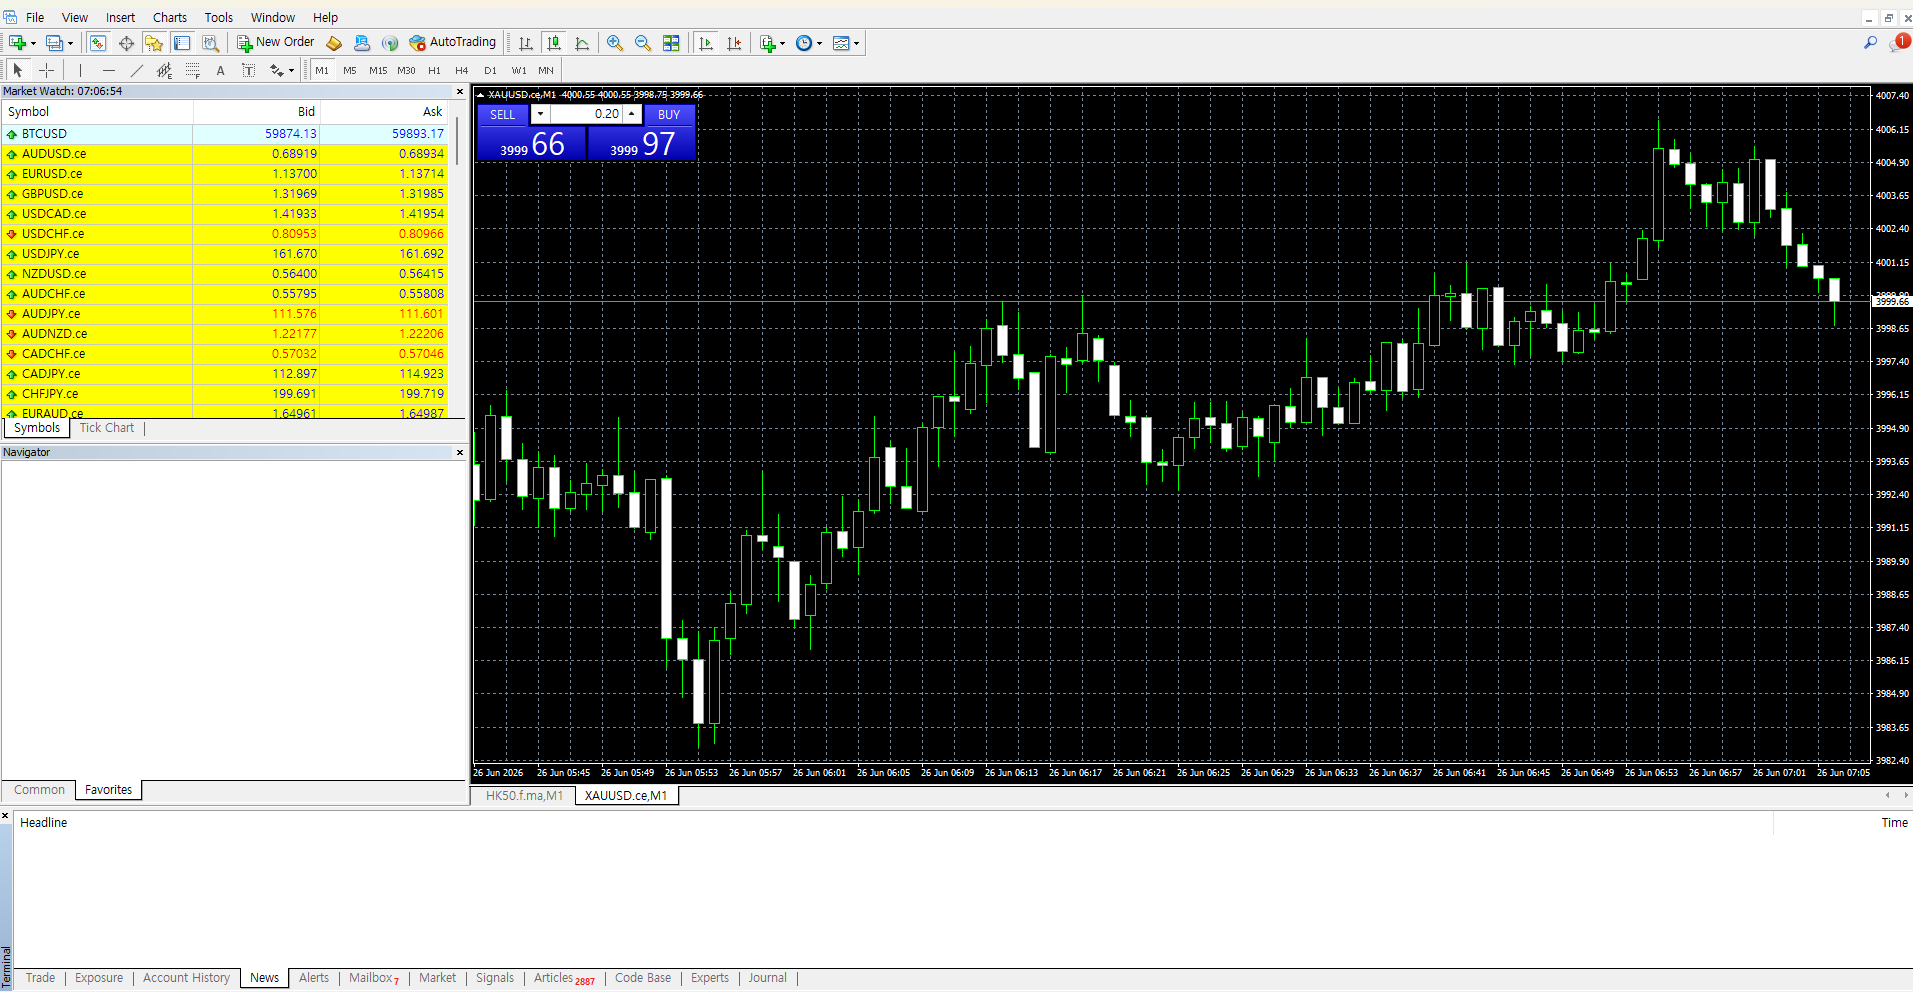 File View Insert Charts Tools Window Help
New Order AutoTrading 1
A T M1 M5 M15 M30 H1 H4 D1 W1 MN
Market Watch: 07:06:54
Symbol Bid Ask
BTCUSD 59874.13 59893.17
AUDUSD.ce 0.68919 0.68934
EURUSD.ce 1.13700 1.13714
GBPUSD.ce 1.31969 1.31985
USDCAD.ce 1.41933 1.41954
USDCHF.ce 0.80953 0.80966
USDJPY.ce 161.670 161.692
NZDUSD.ce 0.56400 0.56415
AUDCHF.ce 0.55795 0.55808
AUDJPY.ce 111.576 111.601
AUDNZD.ce 1.22177 1.22206
CADCHF.ce 0.57032 0.57046
CADJPY.ce 112.897 114.923
CHFJPY.ce 199.691 199.719
EURAUD.ce 1.64961 1.64987
Symbols Tick Chart
Navigator
Common Favorites
XAUUSD.ce,M1 4000.55 4000.55 3998.75 3999.66
SELL 0.20 BUY
3999 66 3999 97
4007.40
4006.15
4004.90
4003.65
4002.40
4001.15
3999.66
3998.65
3997.40
3996.15
3994.90
3993.65
3992.40
3991.15
3989.90
3988.65
3987.40
3986.15
3984.90
3983.65
3982.40
26 Jun 2026 26 Jun 05:45 26 Jun 05:49 26 Jun 05:53 26 Jun 05:57 26 Jun 06:01 26 Jun 06:05 26 Jun 06:09 26 Jun 06:13 26 Jun 06:17 26 Jun 06:21 26 Jun 06:25 26 Jun 06:29 26 Jun 06:33 26 Jun 06:37 26 Jun 06:41 26 Jun 06:45 26 Jun 06:49 26 Jun 06:53 26 Jun 06:57 26 Jun 07:01 26 Jun 07:05
HK50.f.ma,M1 XAUUSD.ce,M1
Headline Time
Terminal
Trade Exposure Account History News Alerts Mailbox 7 Market Signals Articles 2887 Code Base Experts Journal